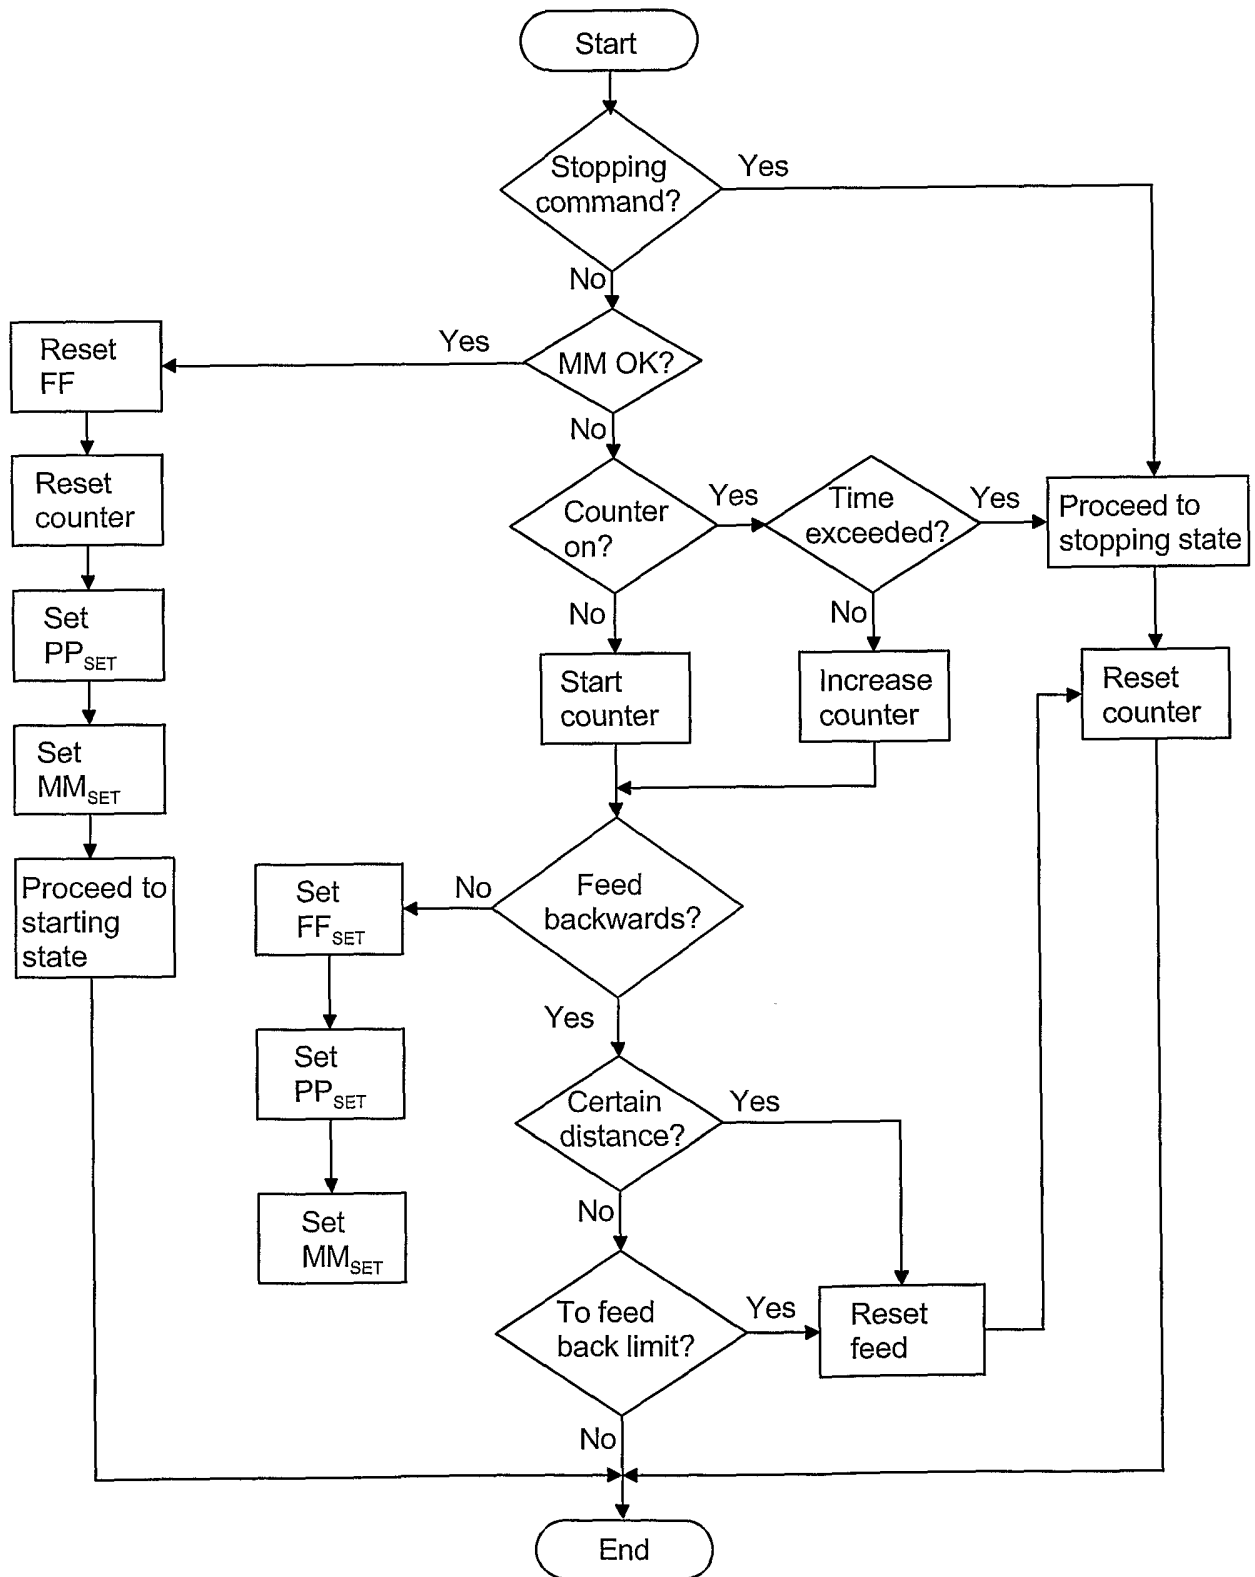 Start
Stopping
command?
Yes
No
MM OK?
Yes
No
Reset
FF
Reset
counter
Set
PPSET
Set
MMSET
Proceed to
starting
state
Counter
on?
Yes
No
Time
exceeded?
Yes
No
Proceed to
stopping state
Start
counter
Increase
counter
Reset
counter
Feed
backwards?
No
Yes
Set
FFSET
Set
PPSET
Set
MMSET
Certain
distance?
Yes
No
To feed
back limit?
Yes
No
Reset
feed
End